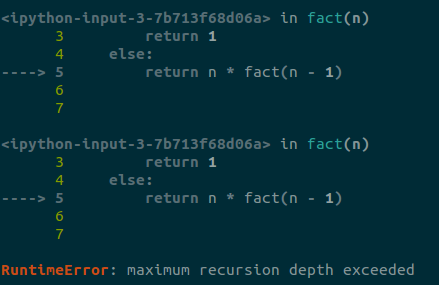 <ipython-input-3-7b713f68d06a> in fact(n)
      3         return 1
      4     else:
----> 5         return n * fact(n - 1)
      6
      7

<ipython-input-3-7b713f68d06a> in fact(n)
      3         return 1
      4     else:
----> 5         return n * fact(n - 1)
      6
      7

RuntimeError: maximum recursion depth exceeded